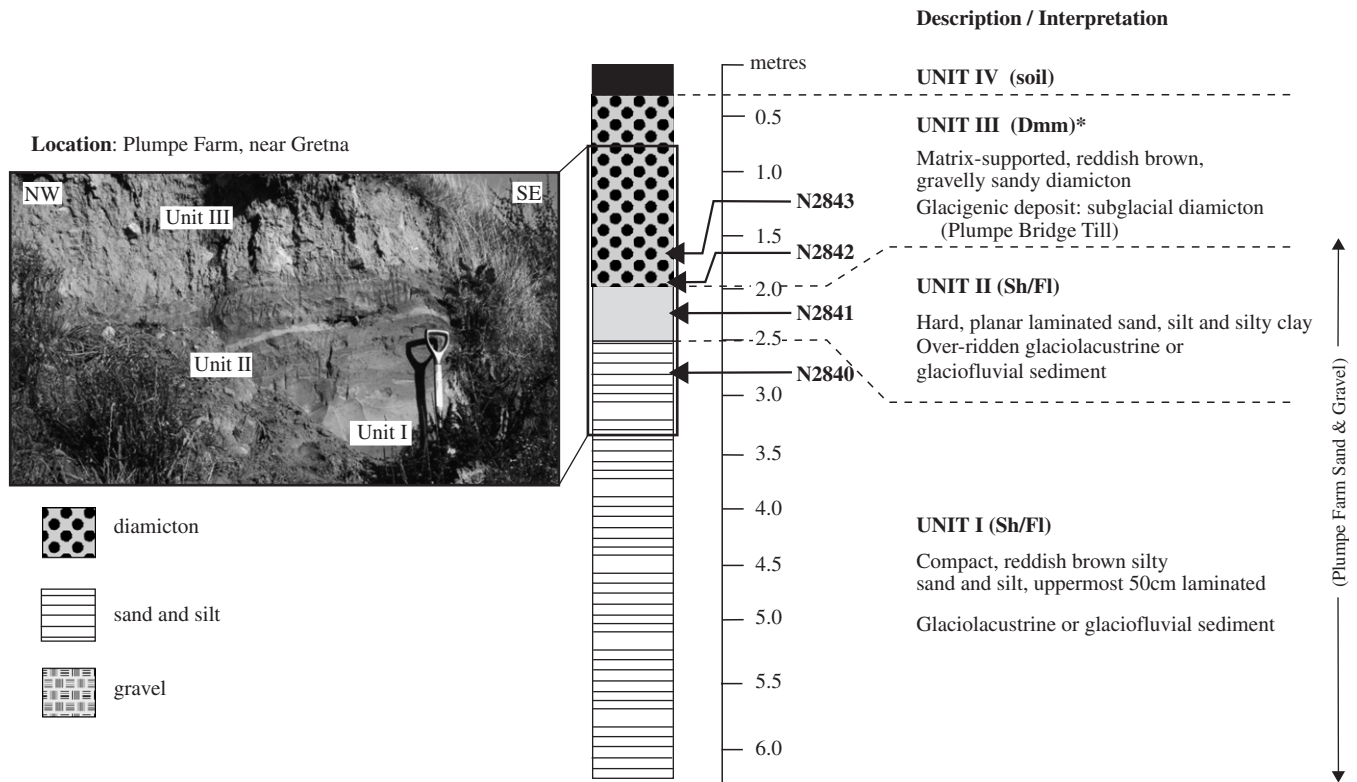 Description / Interpretation
metres
UNIT IV (soil)
0.5
UNIT III (Dmm)*
Location: Plumpe Farm, near Gretna
Matrix-supported, reddish brown,
gravelly sandy diamicton
1.0
NW
SE
Unit III
N2843
Glacigenic deposit: subglacial diamicton
(Plumpe Bridge Till)
1.5
N2842
2.0
UNIT II (Sh/Fl)
N2841
Hard, planar laminated sand, silt and silty clay
Over-ridden glaciolacustrine or
glaciofluvial sediment
2.5
Unit II
N2840
3.0
Unit I
3.5
4.0
diamicton
UNIT I (Sh/Fl)
Compact, reddish brown silty
sand and silt, uppermost 50cm laminated
4.5
sand and silt
5.0
Glaciolacustrine or glaciofluvial sediment
gravel
5.5
6.0
(Plumpe Farm Sand & Gravel)